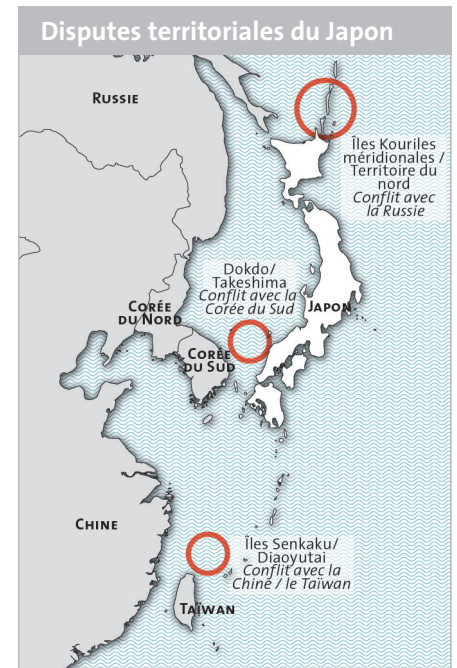 Disputes territoriales du Japon
RUSSIE
Îles Kouriles
méridionales /
Territoire du
nord
Conflit avec
la Russie
Dokdo/
Takeshima
Conflit avec la
Corée du Sud
CORÉE
DU NORD
JAPON
CORÉE
DU SUD
CHINE
Îles Senkaku/
Diaoyutai
Conflit avec la
Chine / le Taïwan
TAÏWAN